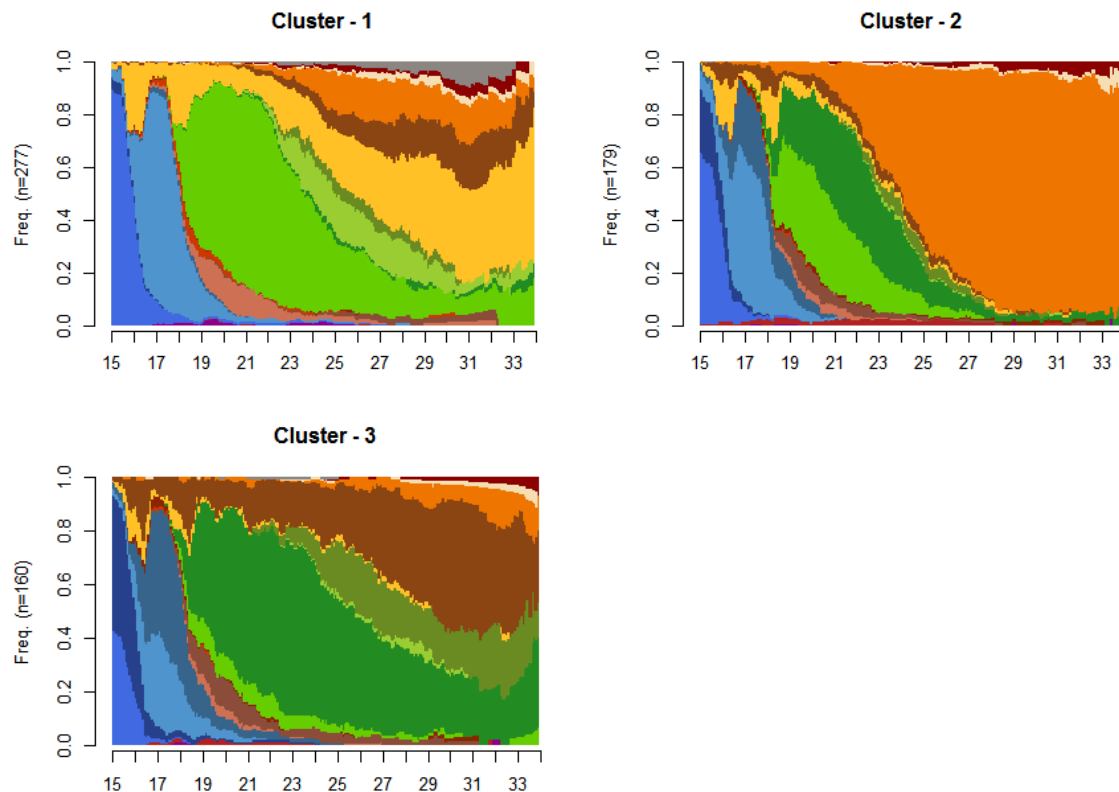 Cluster - 1
Freq. (n=277)
0.0 0.2 0.4 0.6 0.8 1.0
15 17 19 21 23 25 27 29 31 33
Cluster - 2
Freq. (n=179)
0.0 0.2 0.4 0.6 0.8 1.0
15 17 19 21 23 25 27 29 31 33
Cluster - 3
Freq. (n=160)
0.0 0.2 0.4 0.6 0.8 1.0
15 17 19 21 23 25 27 29 31 33